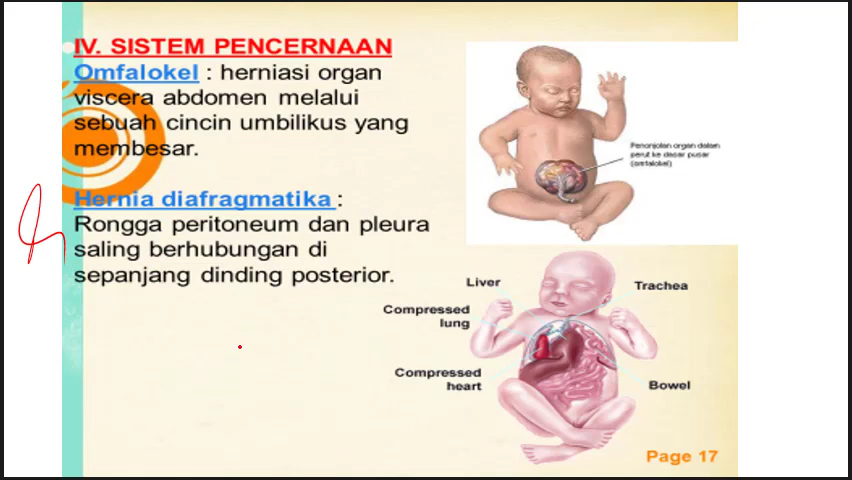 IV. SISTEM PENCERNAAN
Omfalokel : herniasi organ
viscera abdomen melalui
sebuah cincin umbilikus yang
membesar.
Hernia diafragmatika :
Rongga peritoneum dan pleura
saling berhubungan di
sepanjang dinding posterior.
Penonjolan organ dalam
perut ke dasar pusar
(omfalokel)
Liver
Trachea
Compressed
lung
Compressed
heart
Bowel
Page 17